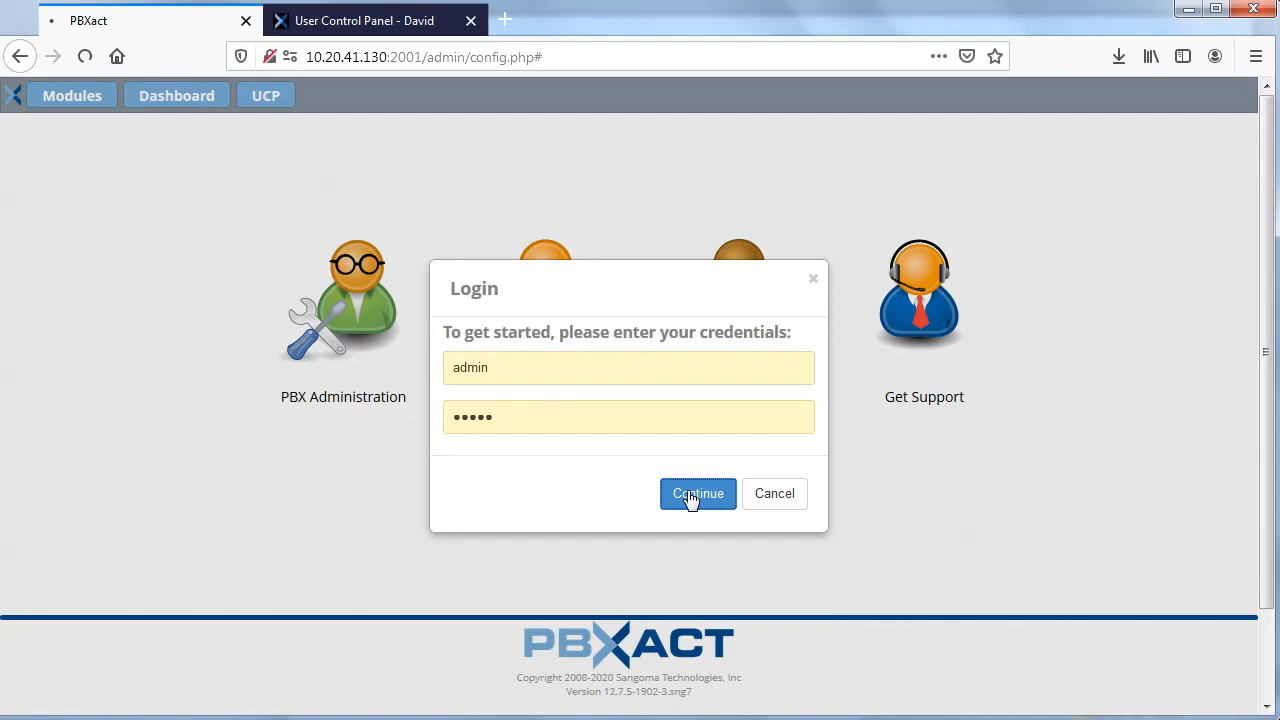 PBXact
User Control Panel - David
10.20.41.130:2001/admin/config.php#
Modules
Dashboard
UCP
Login
To get started, please enter your credentials:
admin
•••••
Continue
Cancel
PBX Administration
Get Support
PBXACT
Copyright 2008-2020 Sangoma Technologies, Inc
Version 12.7.5-1902-3.sng7